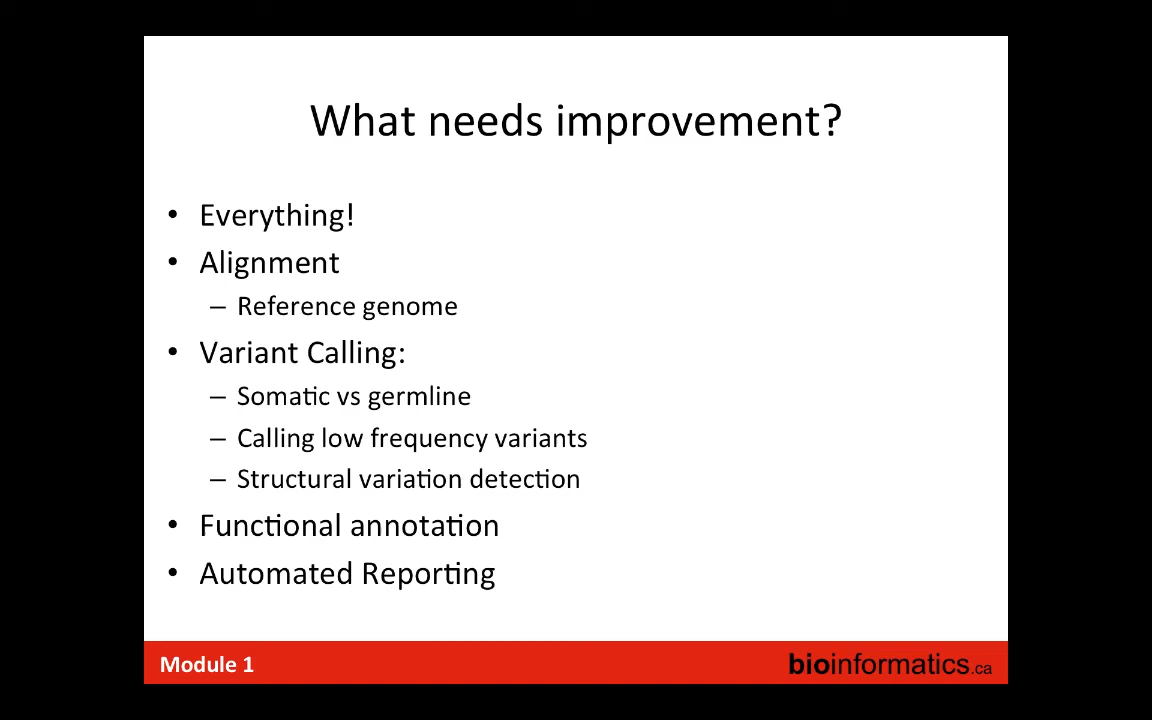 What needs improvement?
• Everything!
• Alignment
– Reference genome
• Variant Calling:
– Somatic vs germline
– Calling low frequency variants
– Structural variation detection
• Functional annotation
• Automated Reporting
Module 1
bioinformatics.ca